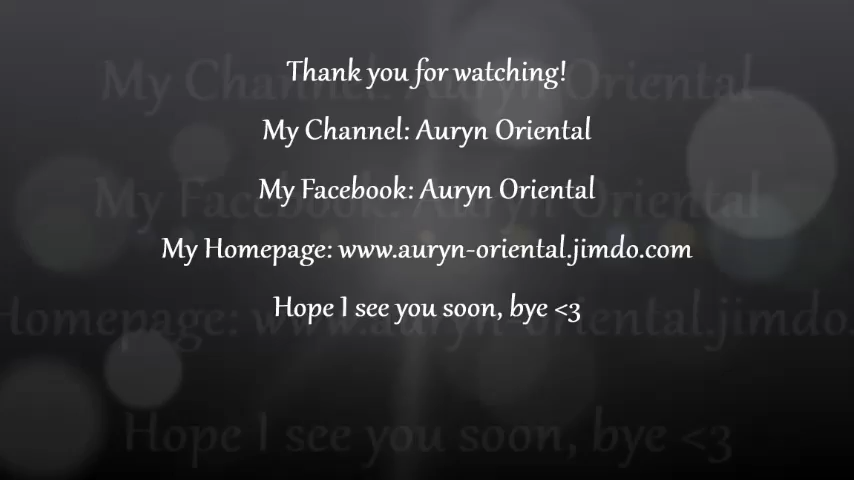 Thank you for watching!
My Channel: Auryn Oriental
My Facebook: Auryn Oriental
My Homepage: www.auryn-oriental.jimdo.com
Hope I see you soon, bye <3